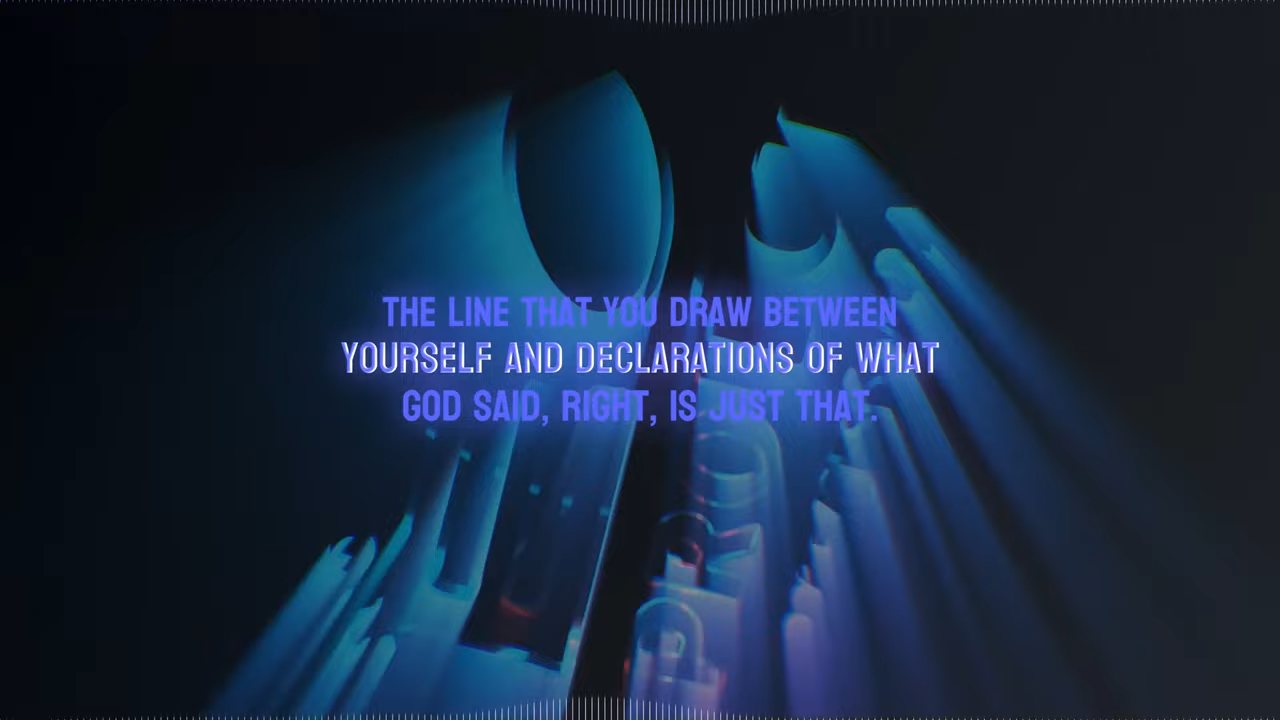 THE LINE THAT YOU DRAW BETWEEN
YOURSELF AND DECLARATIONS OF WHAT
GOD SAID, RIGHT, IS JUST THAT.